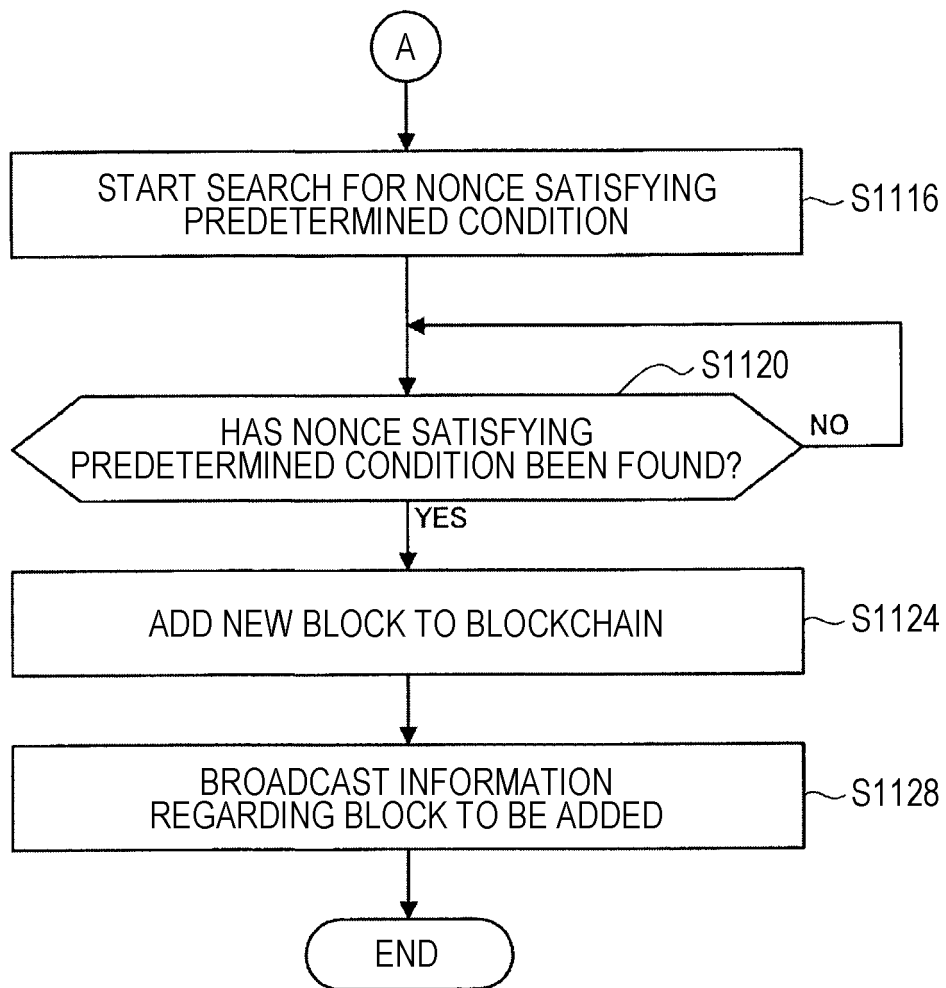 A
START SEARCH FOR NONCE SATISFYING
PREDETERMINED CONDITION
S1116
S1120
HAS NONCE SATISFYING
PREDETERMINED CONDITION BEEN FOUND?
NO
YES
ADD NEW BLOCK TO BLOCKCHAIN
S1124
BROADCAST INFORMATION
REGARDING BLOCK TO BE ADDED
S1128
END